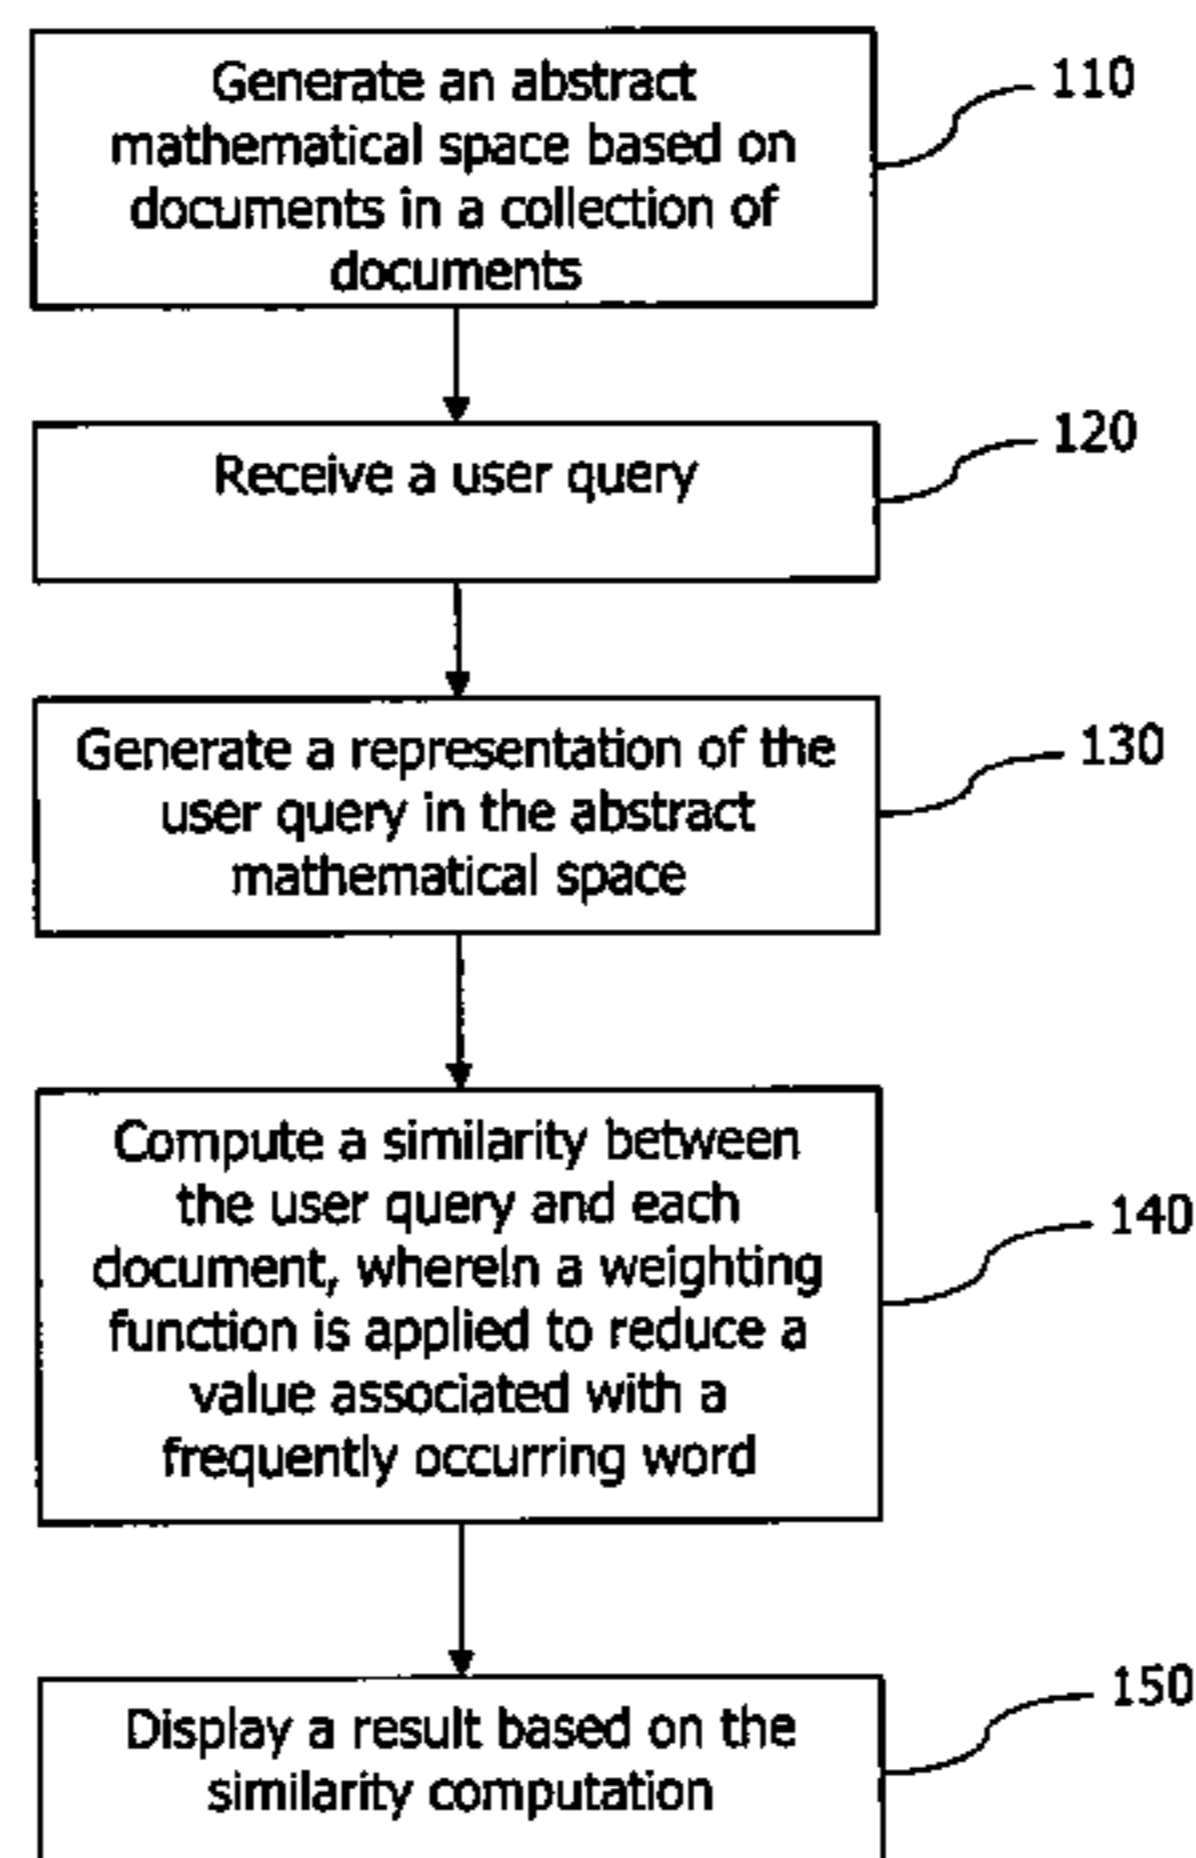 Generate an abstract
mathematical space based on
documents in a collection of
documents
110
Receive a user query
120
Generate a representation of the
user query in the abstract
mathematical space
130
Compute a similarity between
the user query and each
document, wherein a weighting
function is applied to reduce a
value associated with a
frequently occurring word
140
Display a result based on the
similarity computation
150